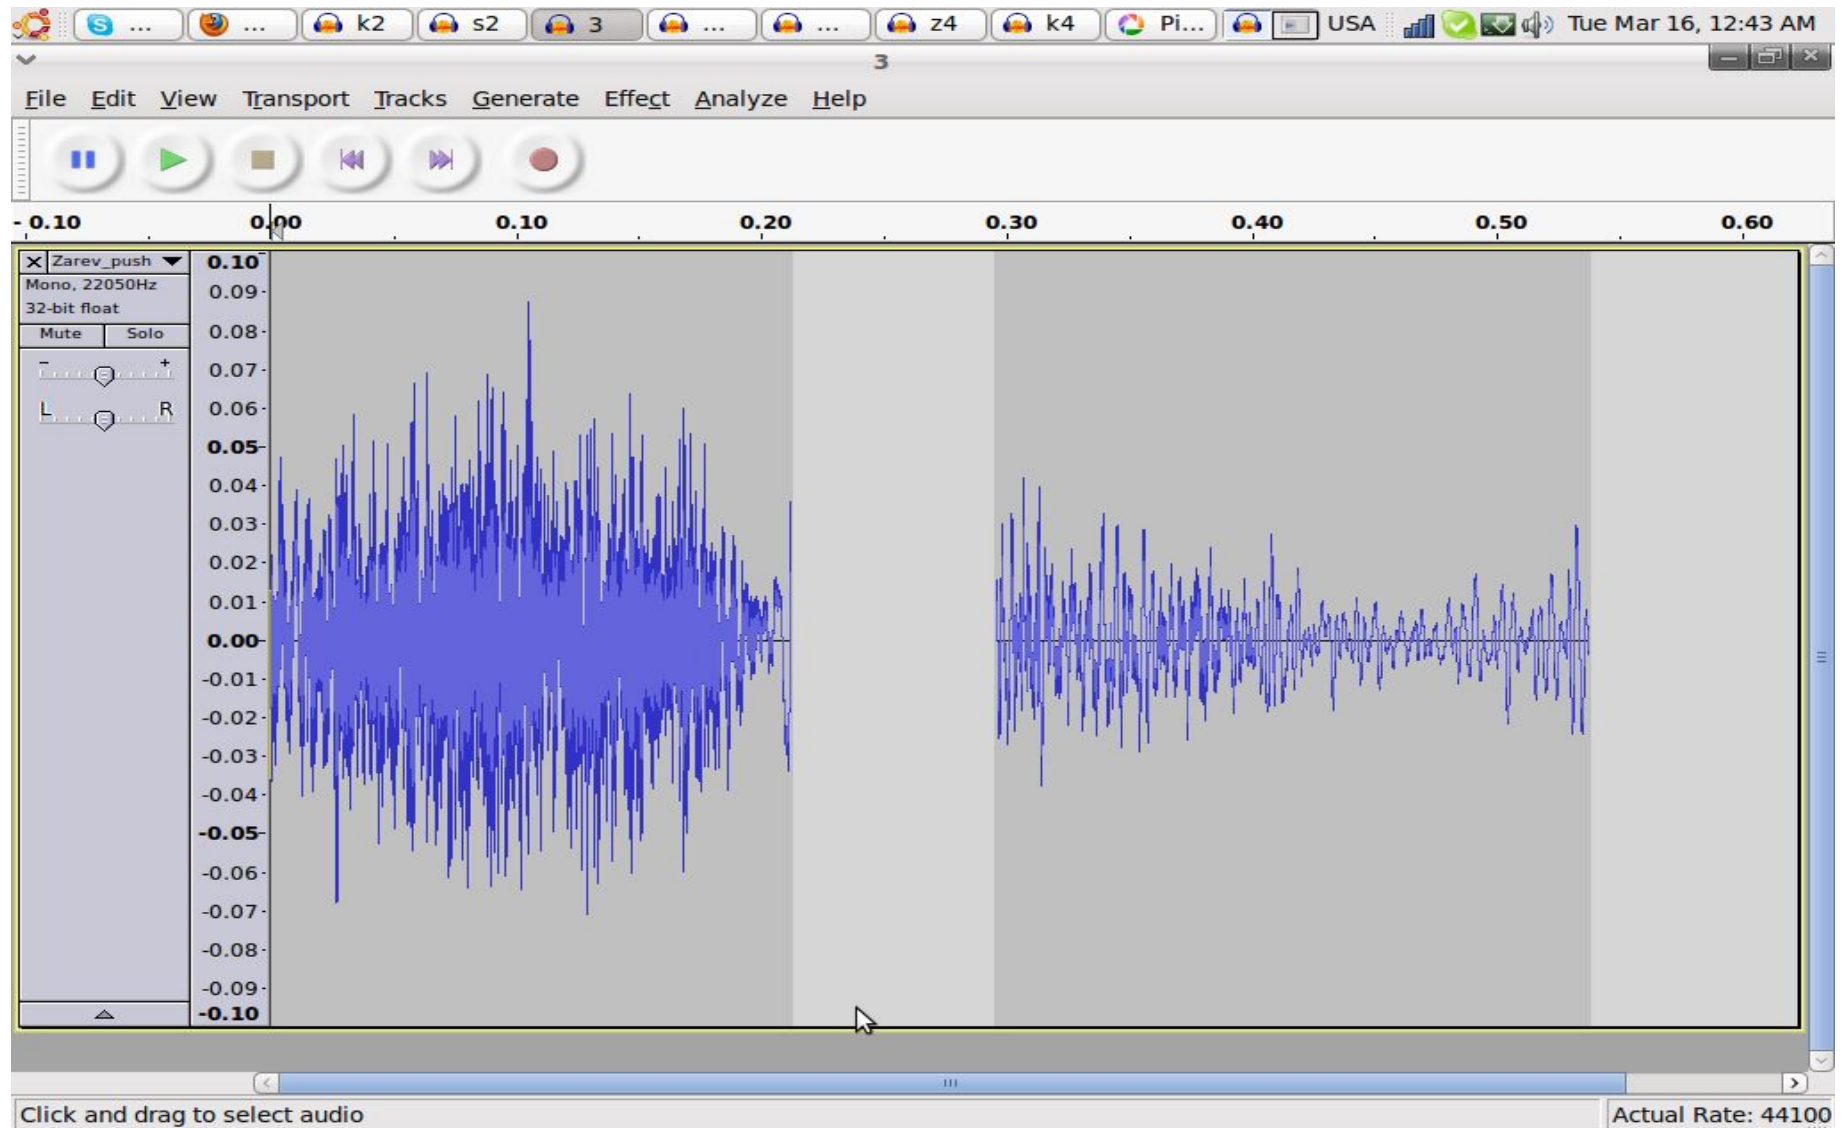 S ... ... k2 s2 3 ... ... z4 k4 Pi... USA Tue Mar 16, 12:43 AM
3
File Edit View Transport Tracks Generate Effect Analyze Help
- 0.10 0.00 0.10 0.20 0.30 0.40 0.50 0.60
X Zarev_push
Mono, 22050Hz
32-bit float
Mute Solo
- +
L R
0.10
0.09
0.08
0.07
0.06
0.05
0.04
0.03
0.02
0.01
0.00
-0.01
-0.02
-0.03
-0.04
-0.05
-0.06
-0.07
-0.08
-0.09
-0.10
Click and drag to select audio Actual Rate: 44100